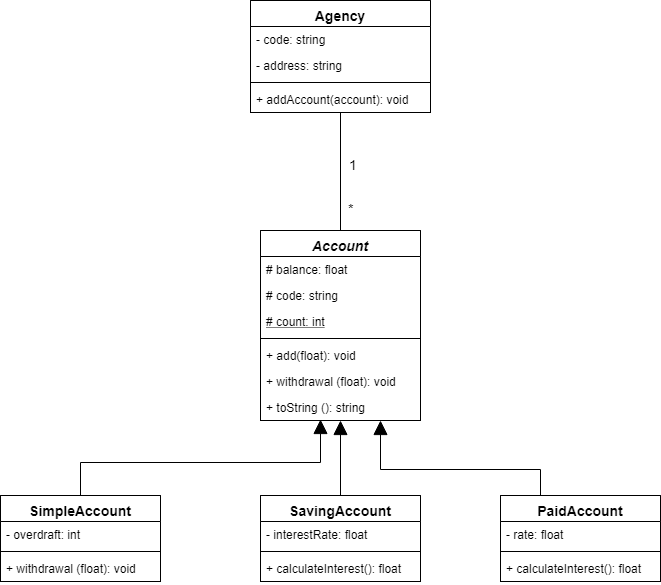 Agency
- code: string
- address: string
+ addAccount(account): void
1
*
Account
# balance: float
# code: string
# count: int
+ add(float): void
+ withdrawal (float): void
+ toString (): string
SimpleAccount
- overdraft: int
+ withdrawal (float): void
SavingAccount
- interestRate: float
+ calculateInterest(): float
PaidAccount
- rate: float
+ calculateInterest(): float